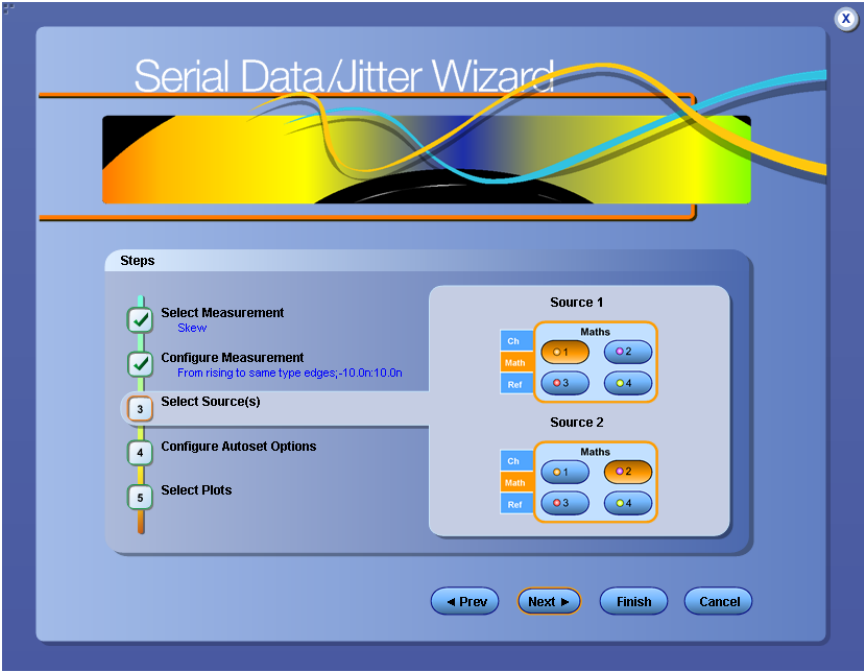 X
Serial Data/Jitter Wizard
Steps
Select Measurement
Skew
Configure Measurement
From rising to same type edges;-10.0n:10.0n
3 Select Source(s)
4 Configure Autoset Options
5 Select Plots
Source 1
Ch
Math
Ref
Maths
1 2
3 4
Source 2
Ch
Math
Ref
Maths
1 2
3 4
◄ Prev Next ► Finish Cancel